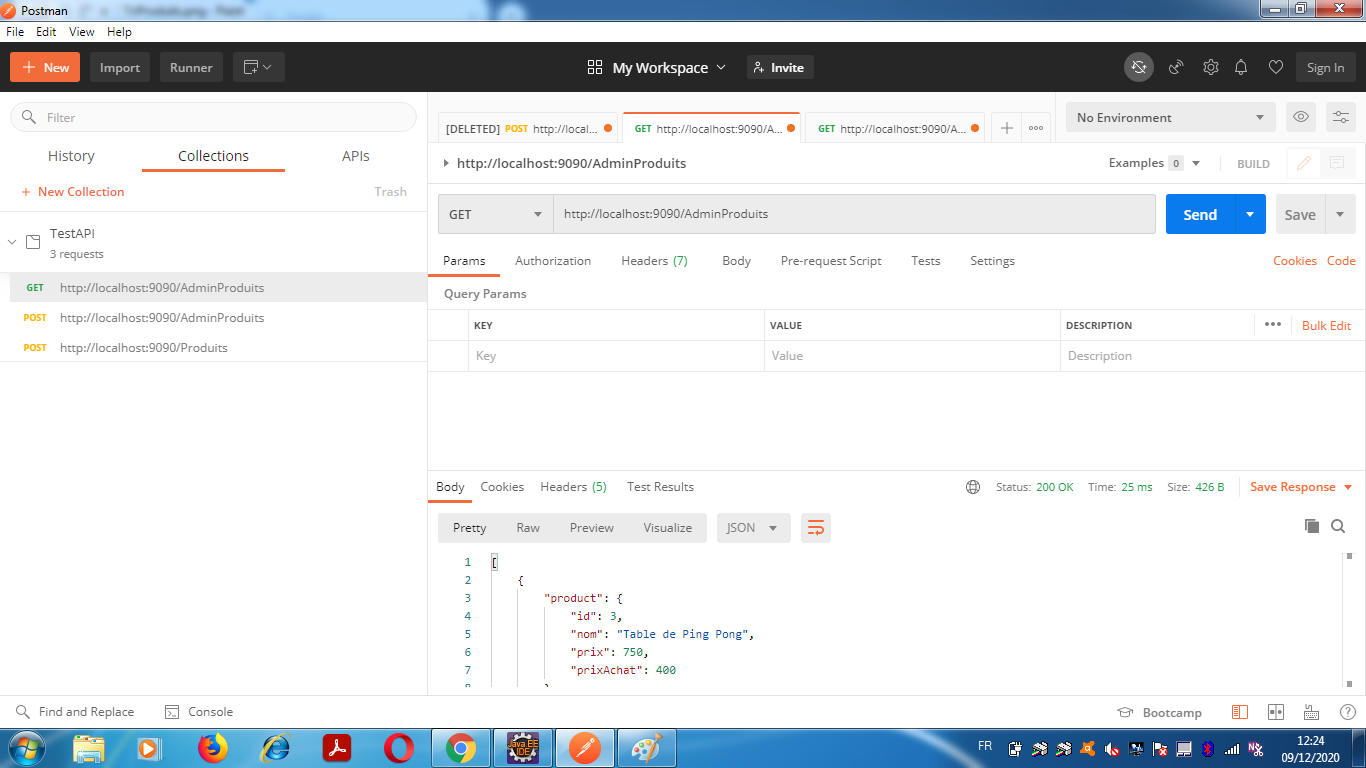 Postman
File Edit View Help
New Import Runner My Workspace Invite Sign In
Filter
History Collections APIs
New Collection Trash
TestAPI
3 requests
GET http://localhost:9090/AdminProduits
POST http://localhost:9090/AdminProduits
POST http://localhost:9090/Produits
[DELETED] POST http://local... GET http://localhost:9090/A... GET http://localhost:9090/A... No Environment
http://localhost:9090/AdminProduits Examples 0 BUILD
GET http://localhost:9090/AdminProduits Send Save
Params Authorization Headers (7) Body Pre-request Script Tests Settings Cookies Code
Query Params
KEY VALUE DESCRIPTION Bulk Edit
Key Value Description
Body Cookies Headers (5) Test Results Status: 200 OK Time: 25 ms Size: 426 B Save Response
Pretty Raw Preview Visualize JSON
1 [
2 {
3 "product": {
4 "id": 3,
5 "nom": "Table de Ping Pong",
6 "prix": 750,
7 "prixAchat": 400
Find and Replace Console Bootcamp
Java EE IDE FR 12:24
09/12/2020